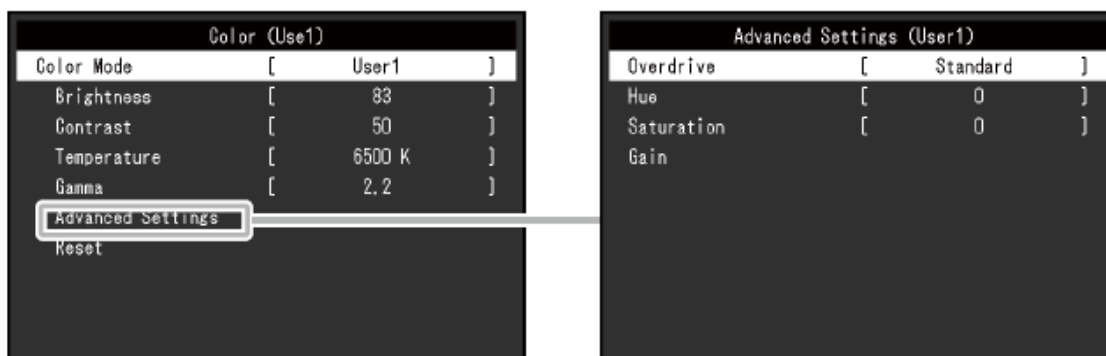 Color (Use1)
Color Mode [ User1 ]
Brightness [ 83 ]
Contrast [ 50 ]
Temperature [ 6500 K ]
Gamma [ 2.2 ]
Advanced Settings
Reset
Advanced Settings (User1)
Overdrive [ Standard ]
Hue [ 0 ]
Saturation [ 0 ]
Gain